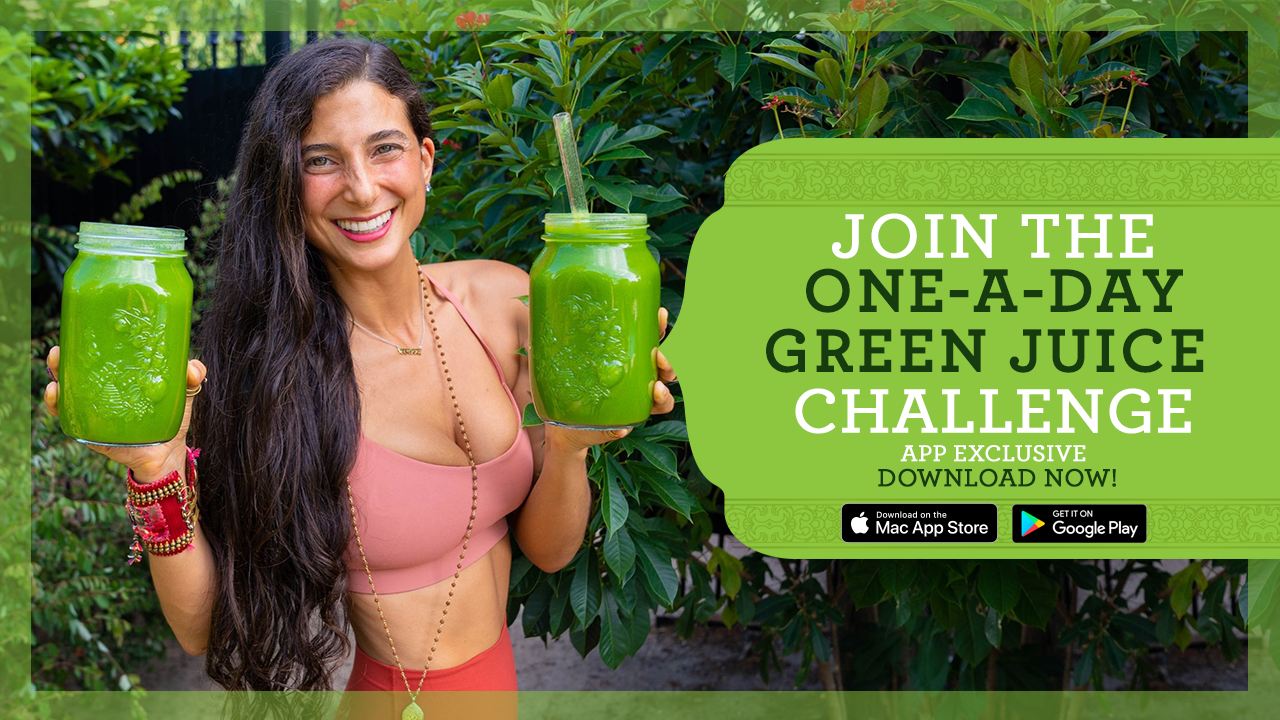 JOIN THE
ONE-A-DAY
GREEN JUICE
CHALLENGE
APP EXCLUSIVE
DOWNLOAD NOW!
Download on the
Mac App Store
GET IT ON
Google Play